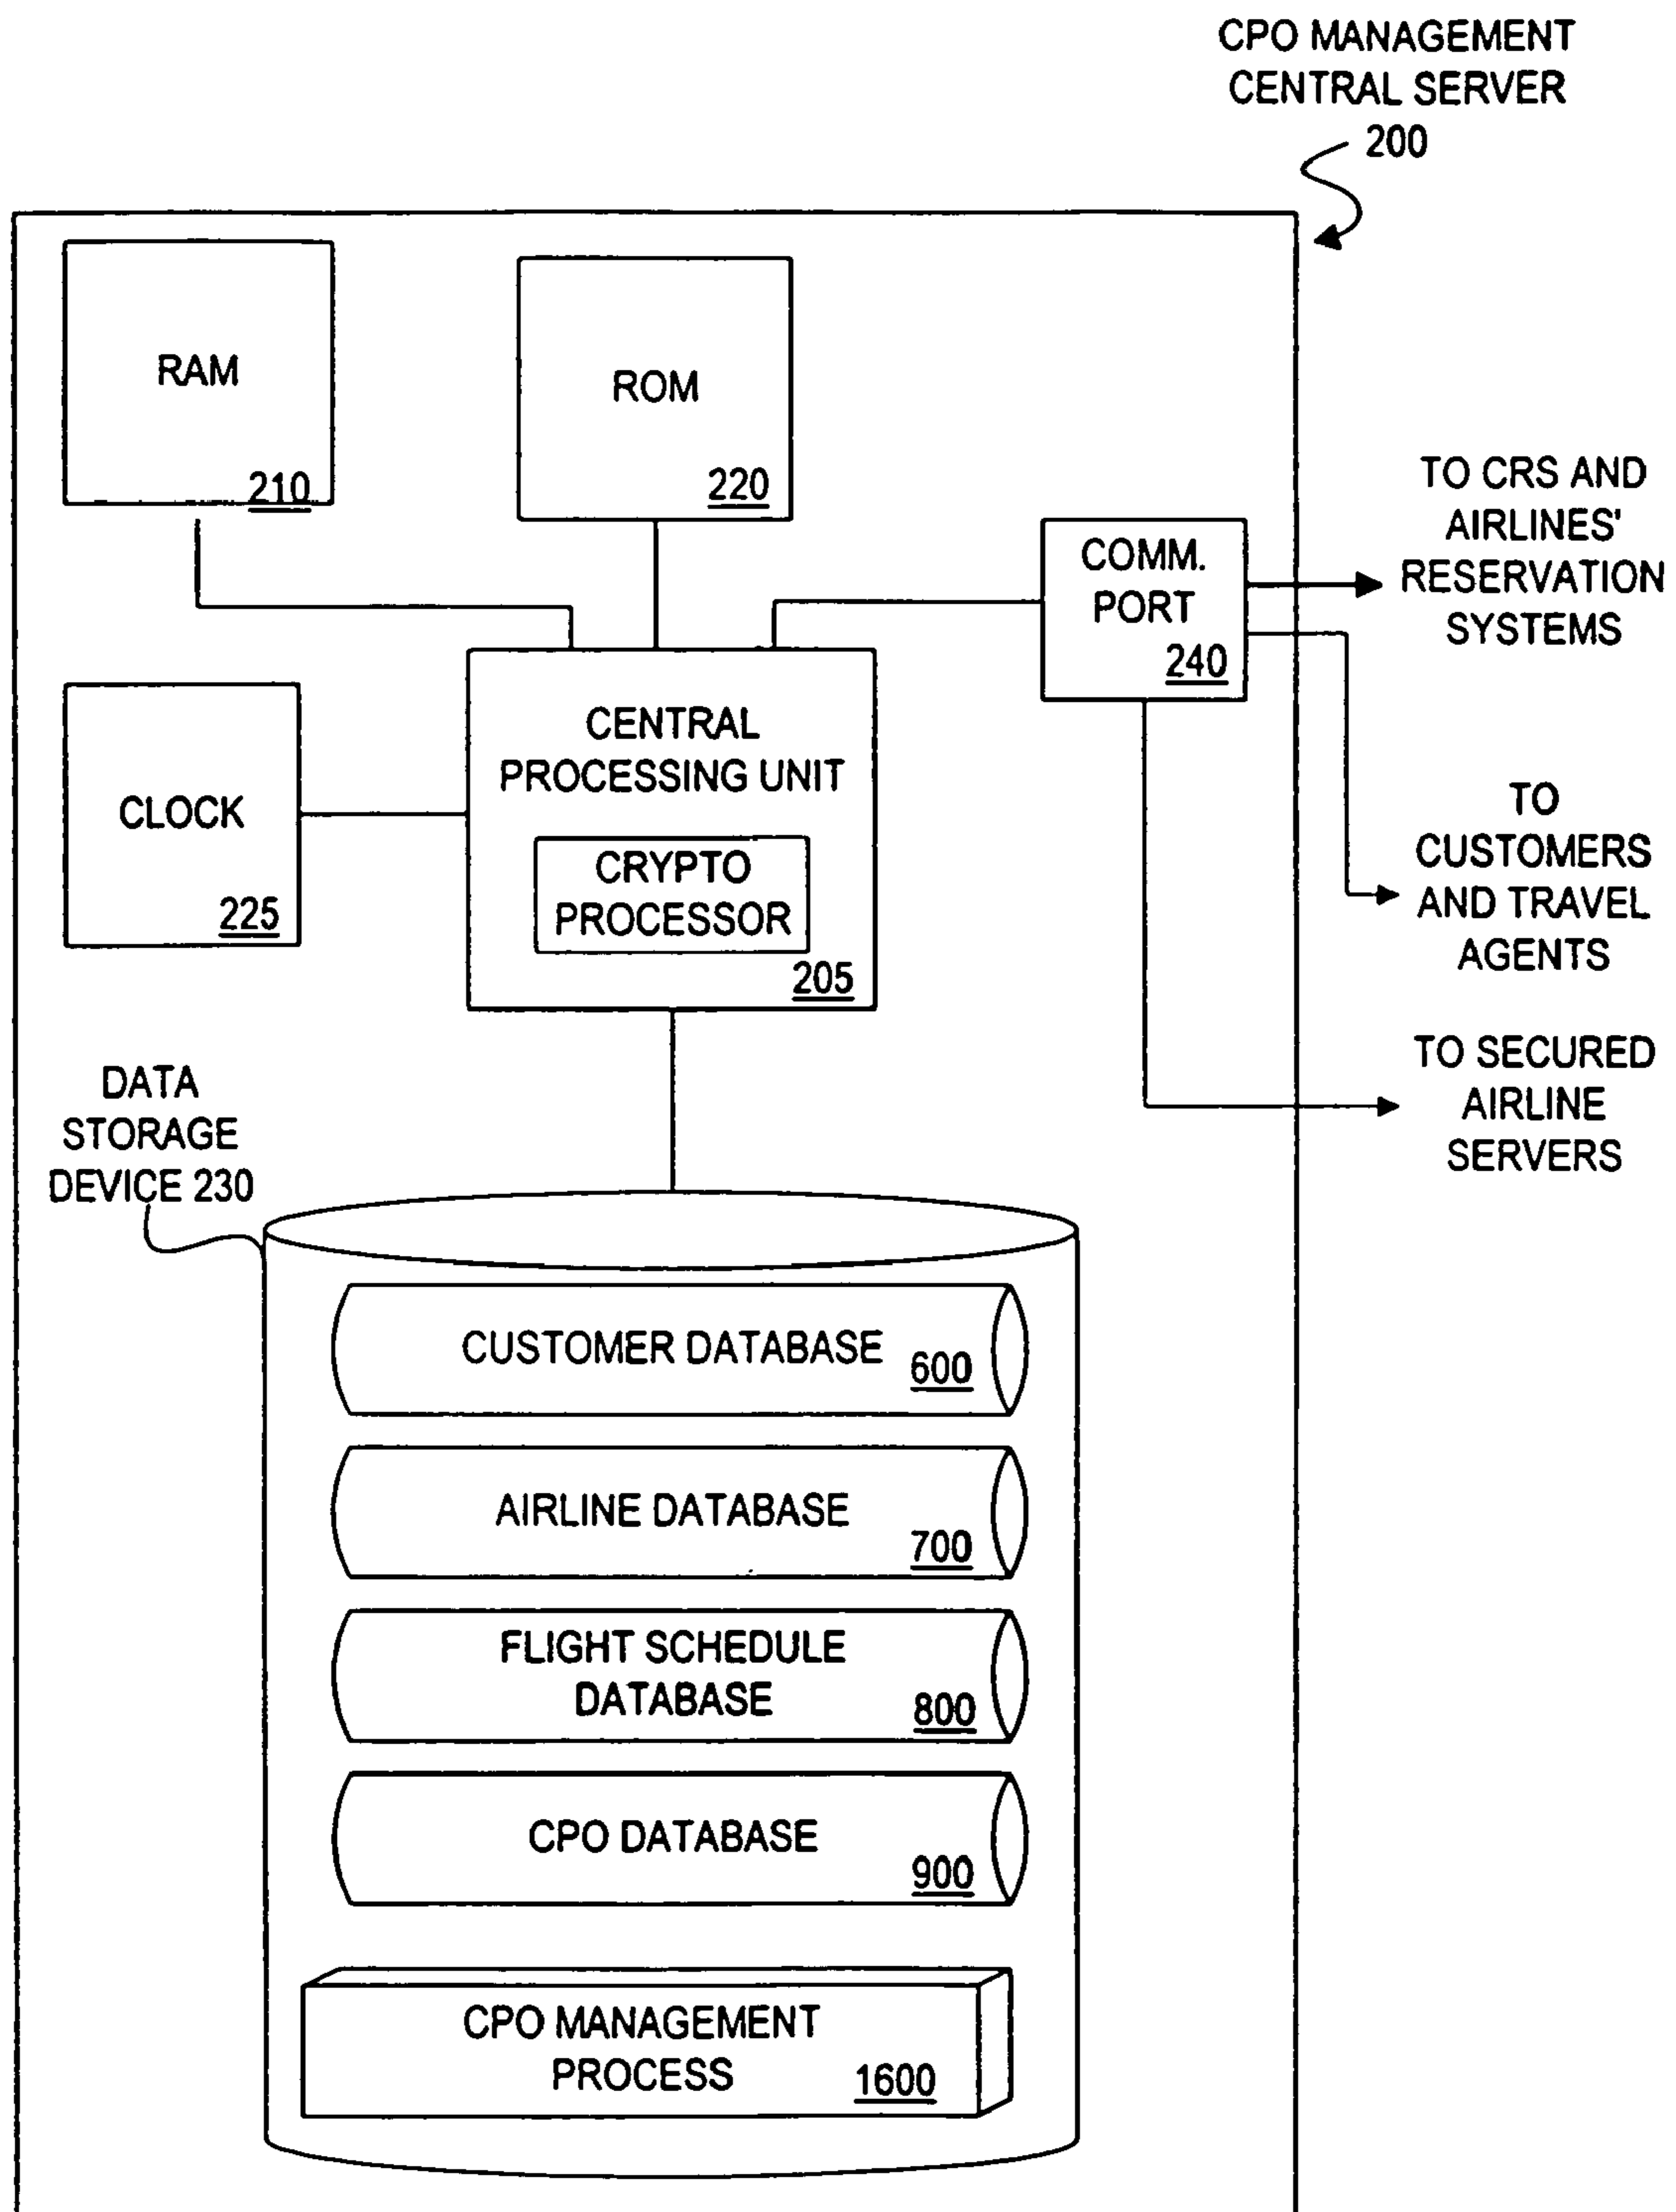 CPO MANAGEMENT
CENTRAL SERVER
200
RAM
210
ROM
220
COMM.
PORT
240
TO CRS AND
AIRLINES'
RESERVATION
SYSTEMS
CLOCK
225
CENTRAL
PROCESSING UNIT
CRYPTO
PROCESSOR
205
TO
CUSTOMERS
AND TRAVEL
AGENTS
TO SECURED
AIRLINE
SERVERS
DATA
STORAGE
DEVICE 230
CUSTOMER DATABASE
600
AIRLINE DATABASE
700
FLIGHT SCHEDULE
DATABASE
800
CPO DATABASE
900
CPO MANAGEMENT
PROCESS
1600